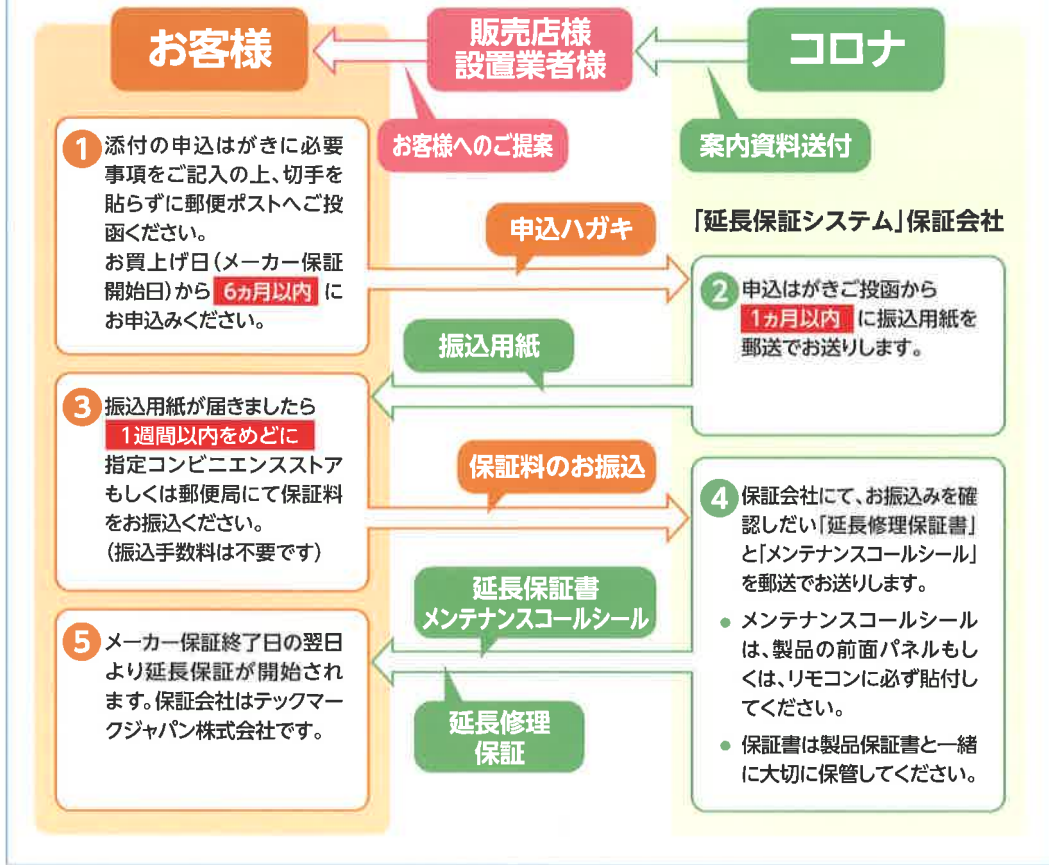 お客様
販売店様
設置業者様
コロナ
お客様へのご提案
案内資料送付
1 添付の申込はがきに必要
事項をご記入の上、切手を
貼らずに郵便ポストへご投
函ください。
お買上げ日(メーカー保証
開始日)から 6ヵ月以内 に
お申込みください。
申込ハガキ
「延長保証システム」保証会社
2 申込はがきご投函から
1ヵ月以内 に振込用紙を
郵送でお送りします。
振込用紙
3 振込用紙が届きましたら
1週間以内をめどに
指定コンビニエンスストア
もしくは郵便局にて保証料
をお振込ください。
(振込手数料は不要です)
保証料のお振込
4 保証会社にて、お振込みを確
認しだい「延長修理保証書」
と「メンテナンスコールシール」
を郵送でお送りします。
● メンテナンスコールシール
は、製品の前面パネルもし
くは、リモコンに必ず貼付し
てください。
● 保証書は製品保証書と一緒
に大切に保管してください。
延長保証書
メンテナンスコールシール
5 メーカー保証終了日の翌日
より延長保証が開始され
ます。保証会社はテックマー
クジャパン株式会社です。
延長修理
保証